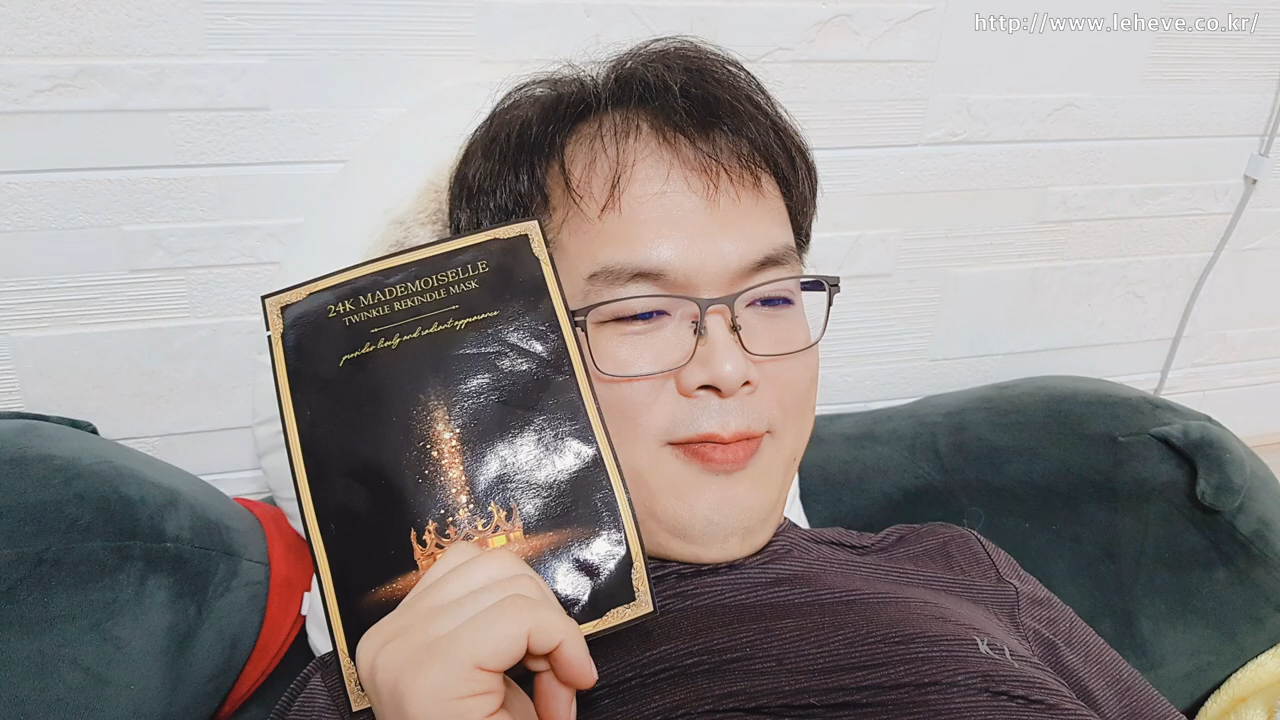 http://www.leheve.co.kr/
24K MADEMOISELLE
TWINKLE REKINDLE MASK
provides lively and radiant appearance